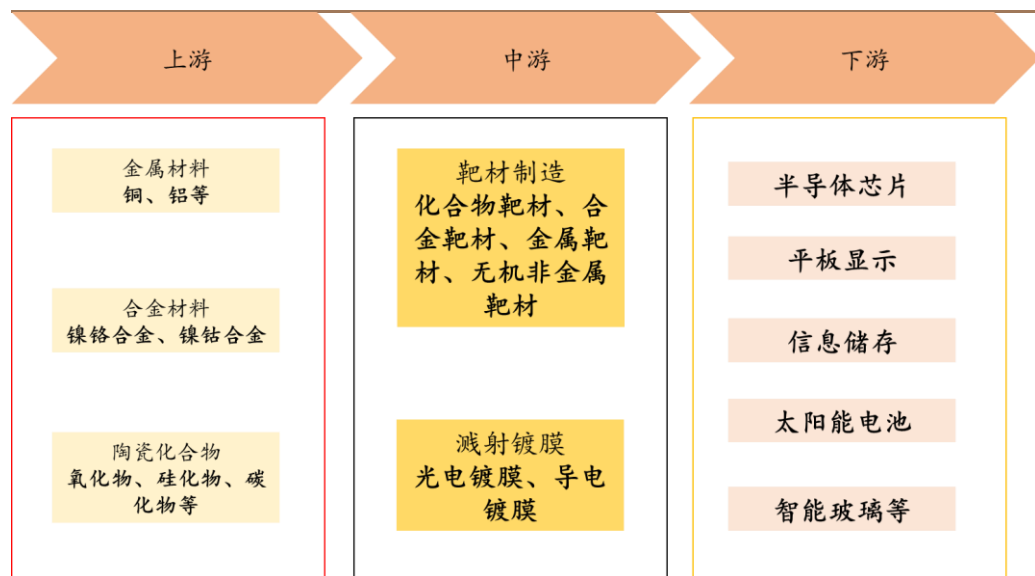 上游
中游
下游
金属材料
铜、铝等
合金材料
镍铬合金、镍钴合金
陶瓷化合物
氧化物、硅化物、碳
化物等
靶材制造
化合物靶材、合
金靶材、金属靶
材、无机非金属
靶材
溅射镀膜
光电镀膜、导电
镀膜
半导体芯片
平板显示
信息储存
太阳能电池
智能玻璃等